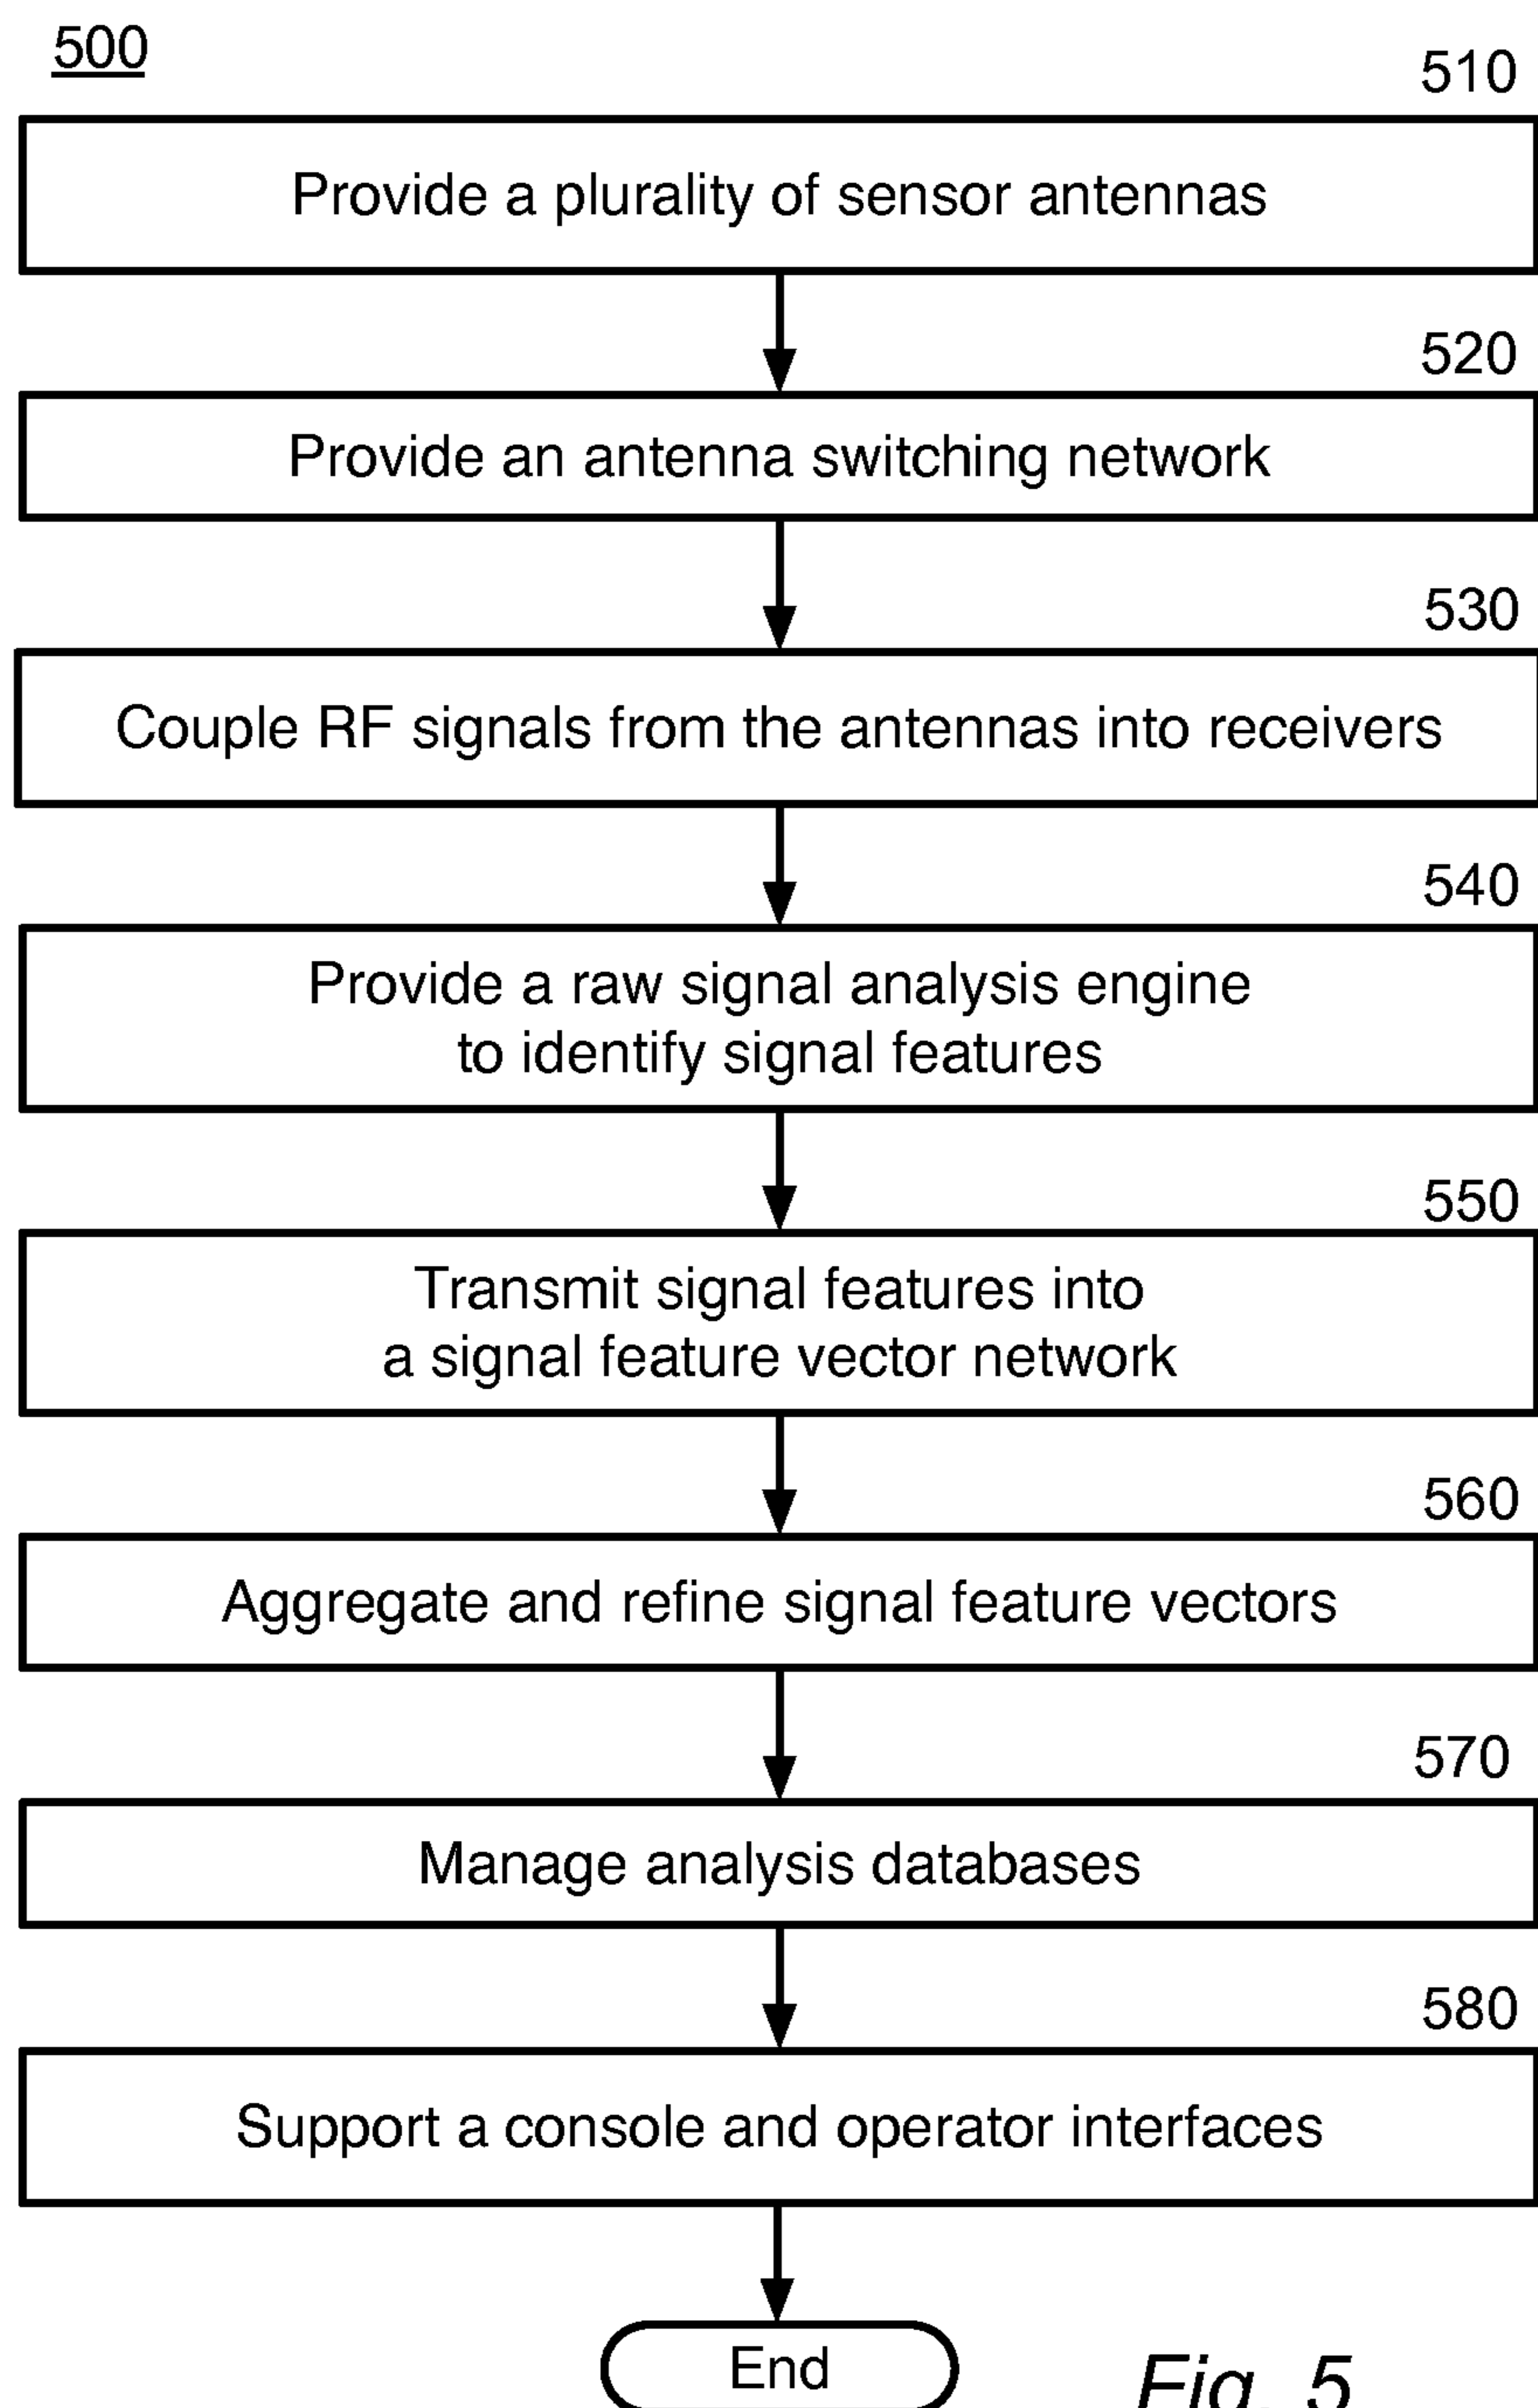 500
510
Provide a plurality of sensor antennas
520
Provide an antenna switching network
530
Couple RF signals from the antennas into receivers
540
Provide a raw signal analysis engine
to identify signal features
550
Transmit signal features into
a signal feature vector network
560
Aggregate and refine signal feature vectors
570
Manage analysis databases
580
Support a console and operator interfaces
End
Fig. 5